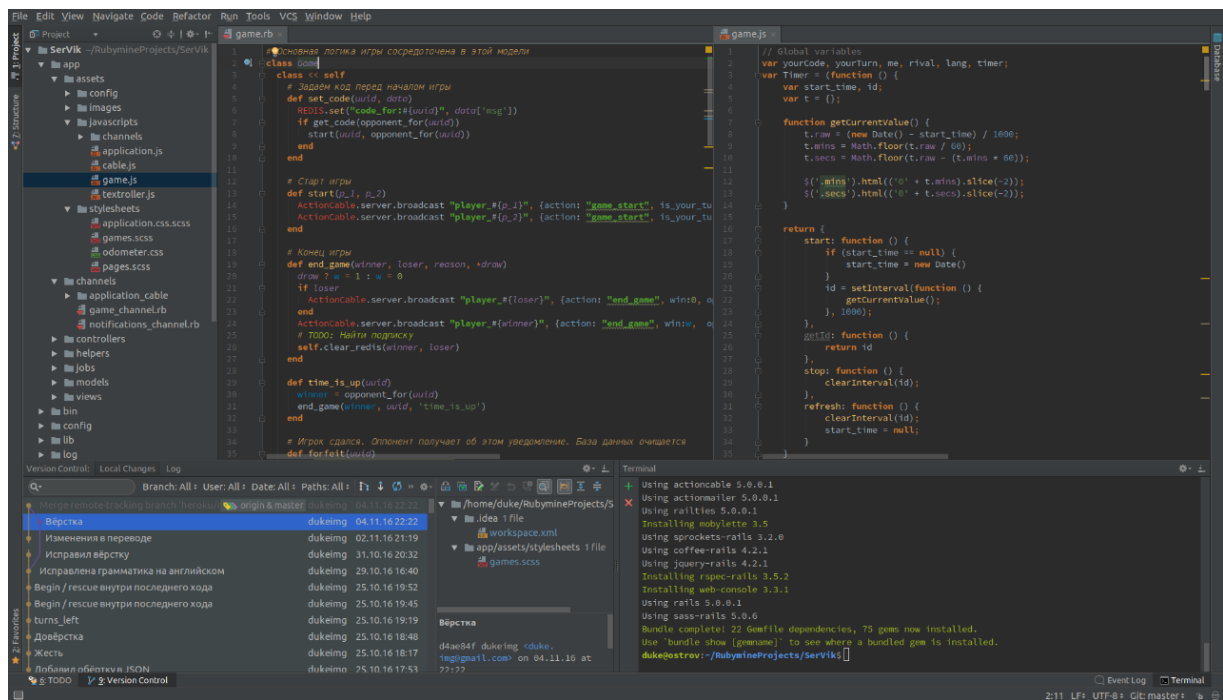 File Edit View Navigate Code Refactor Run Tools VCS Window Help
Project
game.rb
game.js
1: Project
7: Structure
2: Favorites
Database
SerVik ~/RubymineProjects/SerVik
app
assets
config
images
javascripts
channels
application.js
cable.js
game.js
textroller.js
stylesheets
application.css.scss
games.scss
odometer.css
pages.scss
channels
application_cable
game_channel.rb
notifications_channel.rb
controllers
helpers
jobs
models
views
bin
config
lib
log
#Основная логика игры сосредоточена в этой модели
class Game
class << self
# Задаём код перед началом игры
def set_code(uuid, data)
REDIS.set("code_for:#{uuid}", data['msg'])
if get_code(opponent_for(uuid))
start(uuid, opponent_for(uuid))
end
end
# Старт игры
def start(p_1, p_2)
ActionCable.server.broadcast "player_#{p_1}", {action: "game_start", is_your_tu
ActionCable.server.broadcast "player_#{p_2}", {action: "game_start", is_your_tu
end
# Конец игры
def end_game(winner, loser, reason, *draw)
draw ? w = 1 : w = 0
if loser
ActionCable.server.broadcast "player_#{loser}", {action: "end_game", win:0, o
end
ActionCable.server.broadcast "player_#{winner}", {action: "end_game", win:w, o
# TODO: Найти подписку
self.clear_redis(winner, loser)
end
def time_is_up(uuid)
winner = opponent_for(uuid)
end_game(winner, uuid, 'time_is_up')
end
# Игрок сдался. Оппонент получает об этом уведомление. База данных очищается
def forfeit(uuid)
// Global variables
var yourCode, yourTurn, me, rival, lang, timer;
var Timer = (function () {
var start_time, id;
var t = {};
function getCurrentValue() {
t.raw = (new Date() - start_time) / 1000;
t.mins = Math.floor(t.raw / 60);
t.secs = Math.floor(t.raw - (t.mins * 60));
$('.mins').html(('0' + t.mins).slice(-2));
$('.secs').html(('0' + t.secs).slice(-2));
}
return {
start: function () {
if (start_time == null) {
start_time = new Date()
}
id = setInterval(function () {
getCurrentValue();
}, 1000);
},
getId: function () {
return id
},
stop: function () {
clearInterval(id);
},
refresh: function () {
clearInterval(id);
start_time = null;
}
}
Version Control: Local Changes Log
Branch: All User: All Date: All Paths: All
Merge remote-tracking branch 'heroku/ origin & master dukeimg 04.11.16 22:22
Вёрстка dukeimg 04.11.16 22:22
Изменения в переводе dukeimg 02.11.16 21:19
Исправил вёрстку dukeimg 31.10.16 20:32
Исправлена грамматика на английском dukeimg 29.10.16 16:40
Begin / rescue внутри последнего хода dukeimg 25.10.16 19:52
Begin / rescue внутри последнего хода dukeimg 25.10.16 19:45
turns_left dukeimg 25.10.16 19:19
Довёрстка dukeimg 25.10.16 18:48
Жесть dukeimg 25.10.16 18:17
Добавил обёртку в JSON dukeimg 25.10.16 17:53
/home/duke/RubymineProjects/S
.idea 1 file
workspace.xml
app/assets/stylesheets 1 file
games.scss
Вёрстка
d4ae84f dukeimg <duke.
img@gmail.com> on 04.11.16 at
22:22
Terminal
Using actioncable 5.0.0.1
Using actionmailer 5.0.0.1
Using railties 5.0.0.1
Installing mobylette 3.5
Using sprockets-rails 3.2.0
Using coffee-rails 4.2.1
Using jquery-rails 4.2.1
Installing rspec-rails 3.5.2
Installing web-console 3.3.1
Using rails 5.0.0.1
Using sass-rails 5.0.6
Bundle complete! 22 Gemfile dependencies, 75 gems now installed.
Use `bundle show [gemname]` to see where a bundled gem is installed.
duke@ostrov:~/RubymineProjects/SerVik$
6: TODO 9: Version Control
Event Log Terminal
2:11 LF: UTF-8: Git: master